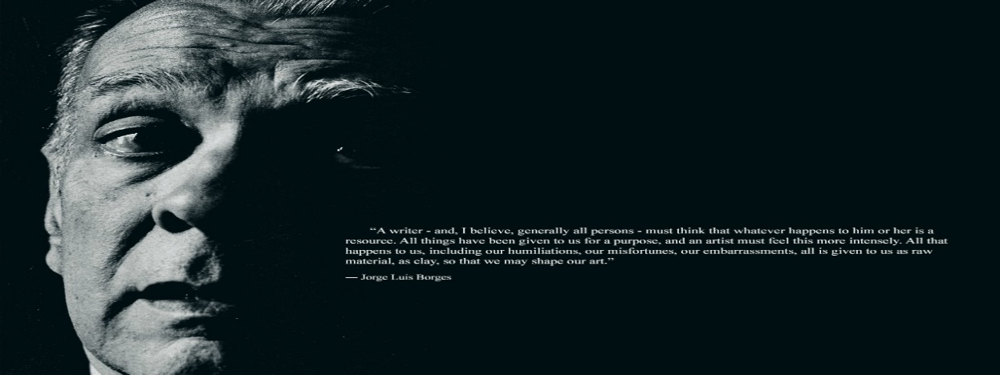 “A writer - and, I believe, generally all persons - must think that whatever happens to him or her is a
resource. All things have been given to us for a purpose, and an artist must feel this more intensely. All that
happens to us, including our humiliations, our misfortunes, our embarrassments, all is given to us as raw
material, as clay, so that we may shape our art.”
— Jorge Luis Borges